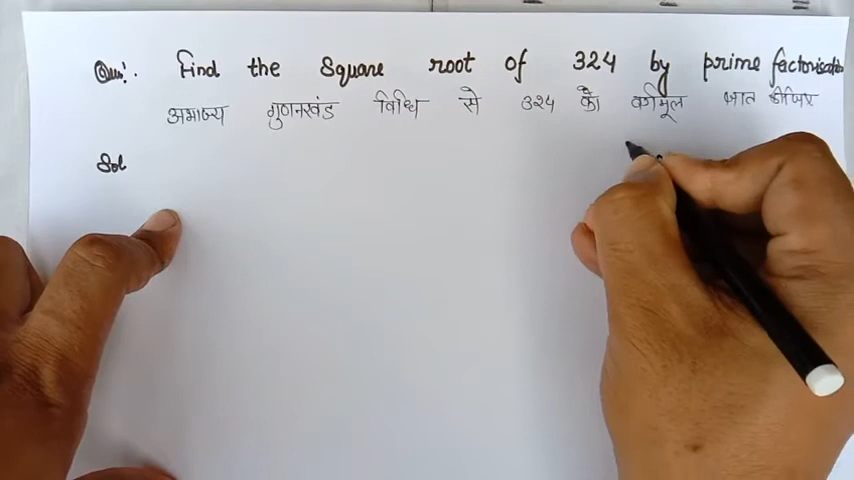 Que:. Find the Square root of 324 by prime factorisation
अभाज्य गुणनखंड विधि से 324 का वर्गमूल ज्ञात कीजिए
Sol